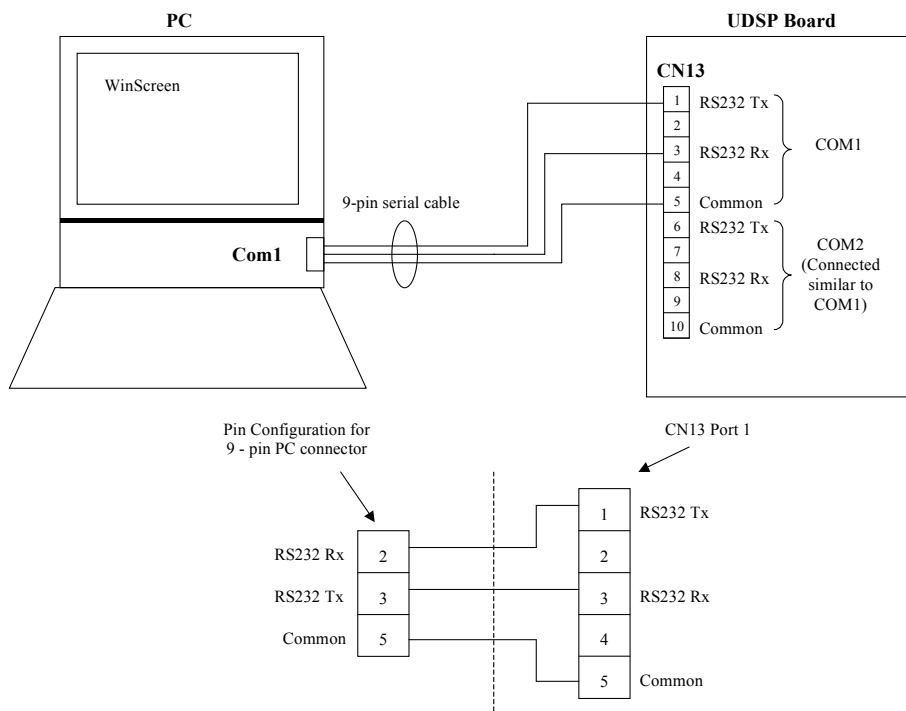 PC
UDSP Board
WinScreen
CN13
1 RS232 Tx
2
3 RS232 Rx
4
5 Common
COM1
6 RS232 Tx
7
8 RS232 Rx
9
10 Common
COM2
(Connected
similar to
COM1)
9-pin serial cable
Com1
Pin Configuration for
9 - pin PC connector
CN13 Port 1
RS232 Rx 2
RS232 Tx 3
Common 5
1 RS232 Tx
2
3 RS232 Rx
4
5 Common